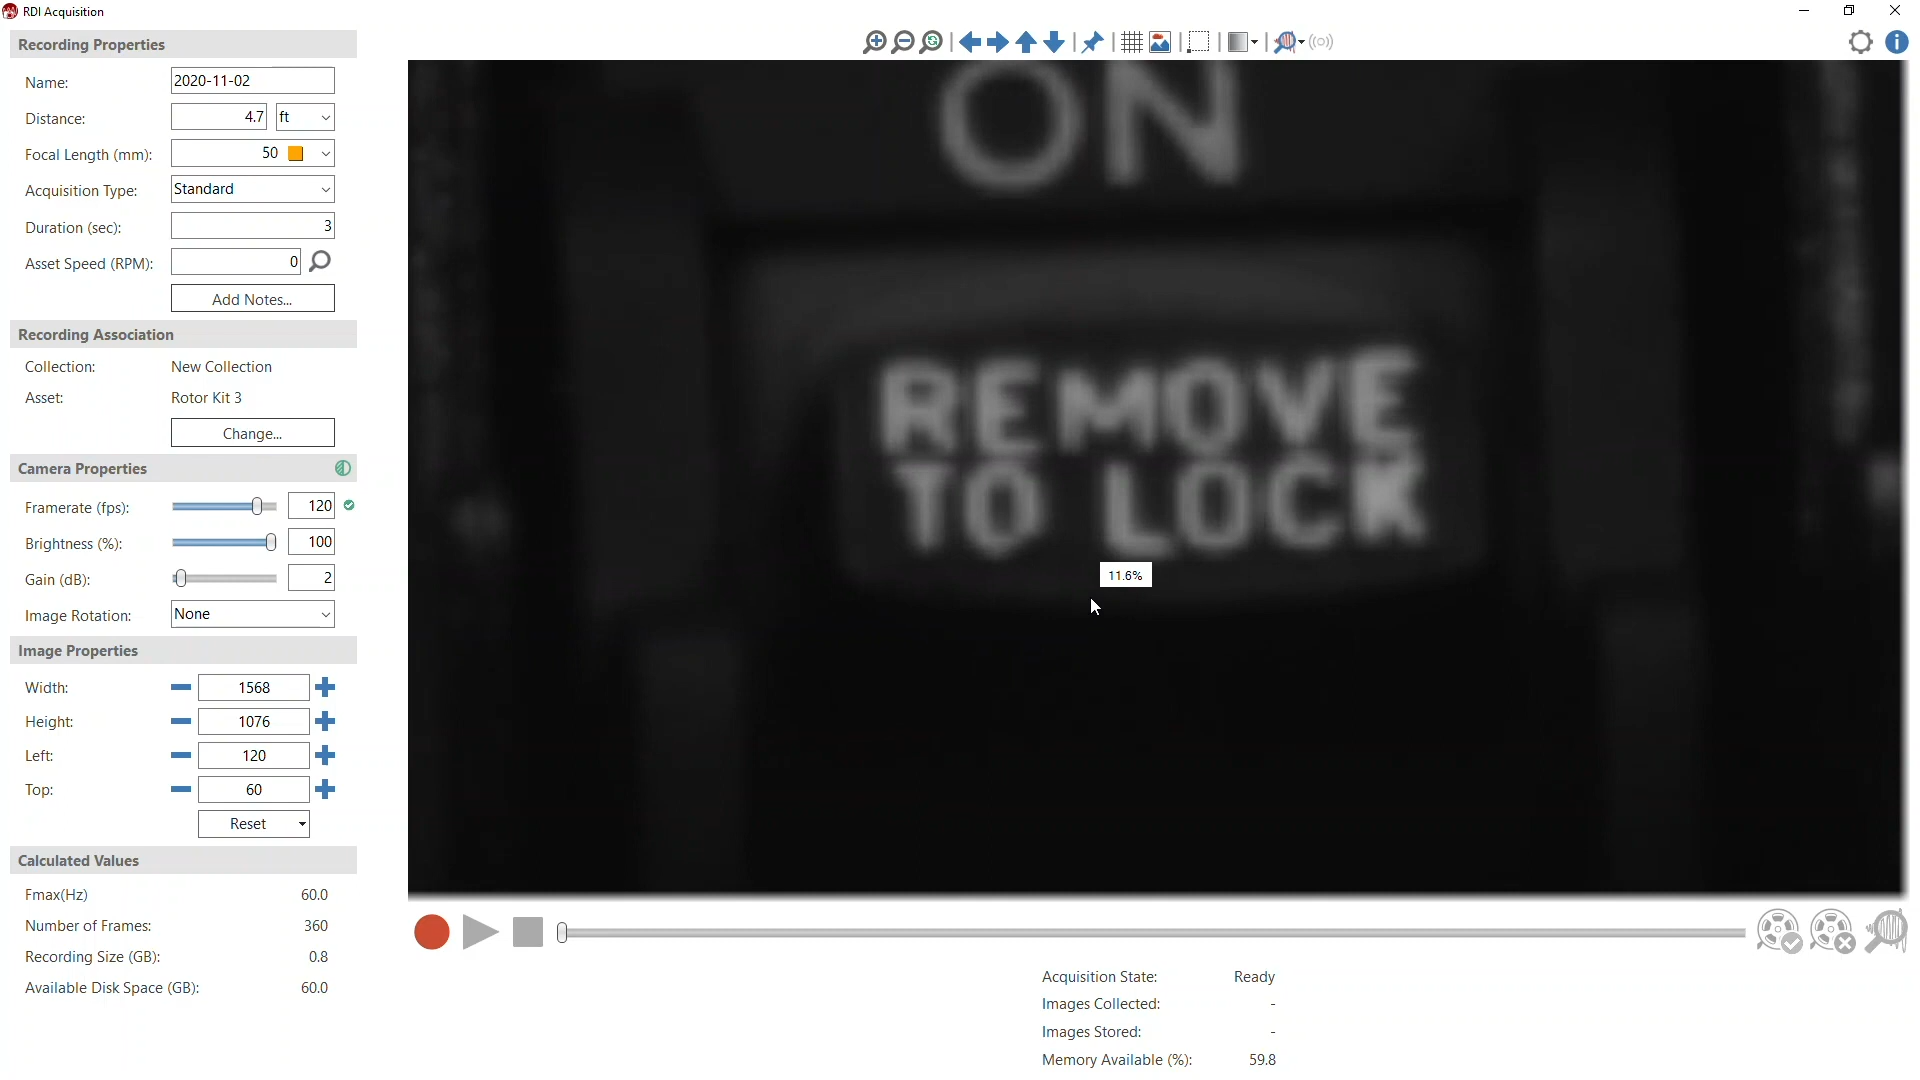 RDI Acquisition
Recording Properties
Name: 2020-11-02
Distance: 4.7 ft
Focal Length (mm): 50
Acquisition Type: Standard
Duration (sec): 3
Asset Speed (RPM): 0
Add Notes...
Recording Association
Collection: New Collection
Asset: Rotor Kit 3
Change...
Camera Properties
Framerate (fps): 120
Brightness (%): 100
Gain (dB): 2
Image Rotation: None
Image Properties
Width: 1568
Height: 1076
Left: 120
Top: 60
Reset
Calculated Values
Fmax(Hz) 60.0
Number of Frames: 360
Recording Size (GB): 0.8
Available Disk Space (GB): 60.0
ON
REMOVE
TO LOCK
11.6%
Acquisition State: Ready
Images Collected: -
Images Stored: -
Memory Available (%): 59.8